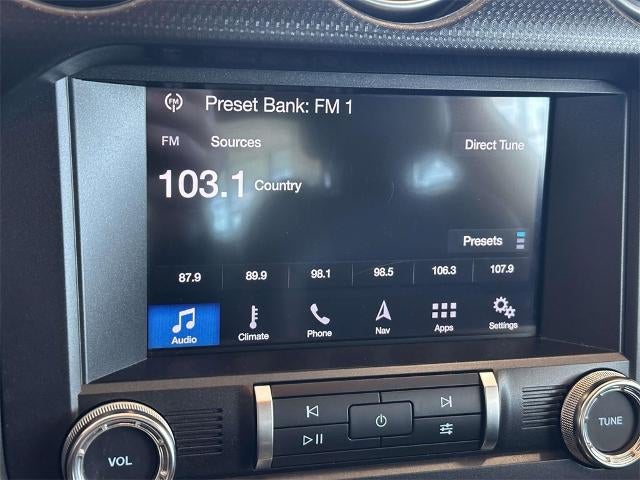 FM Preset Bank: FM 1
FM Sources Direct Tune
103.1 Country
Presets
87.9 89.9 98.1 98.5 106.3 107.9
Audio Climate Phone Nav Apps Settings
VOL TUNE